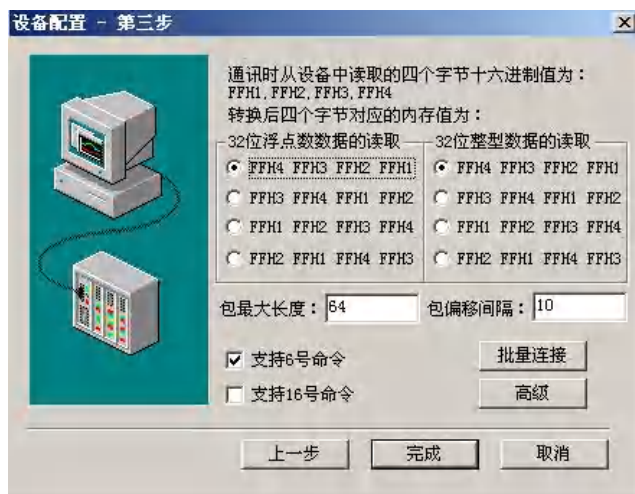 设备配置 - 第三步
通讯时从设备中读取的四个字节十六进制值为：
FFH1, FFH2, FFH3, FFH4
转换后四个字节对应的内存值为：
32位浮点数数据的读取 32位整型数据的读取
FFH4 FFH3 FFH2 FFH1 FFH4 FFH3 FFH2 FFH1
FFH3 FFH4 FFH1 FFH2 FFH3 FFH4 FFH1 FFH2
FFH1 FFH2 FFH3 FFH4 FFH1 FFH2 FFH3 FFH4
FFH2 FFH1 FFH4 FFH3 FFH2 FFH1 FFH4 FFH3
包最大长度：64 包偏移间隔：10
支持6号命令 批量连接
支持16号命令 高级
上一步 完成 取消